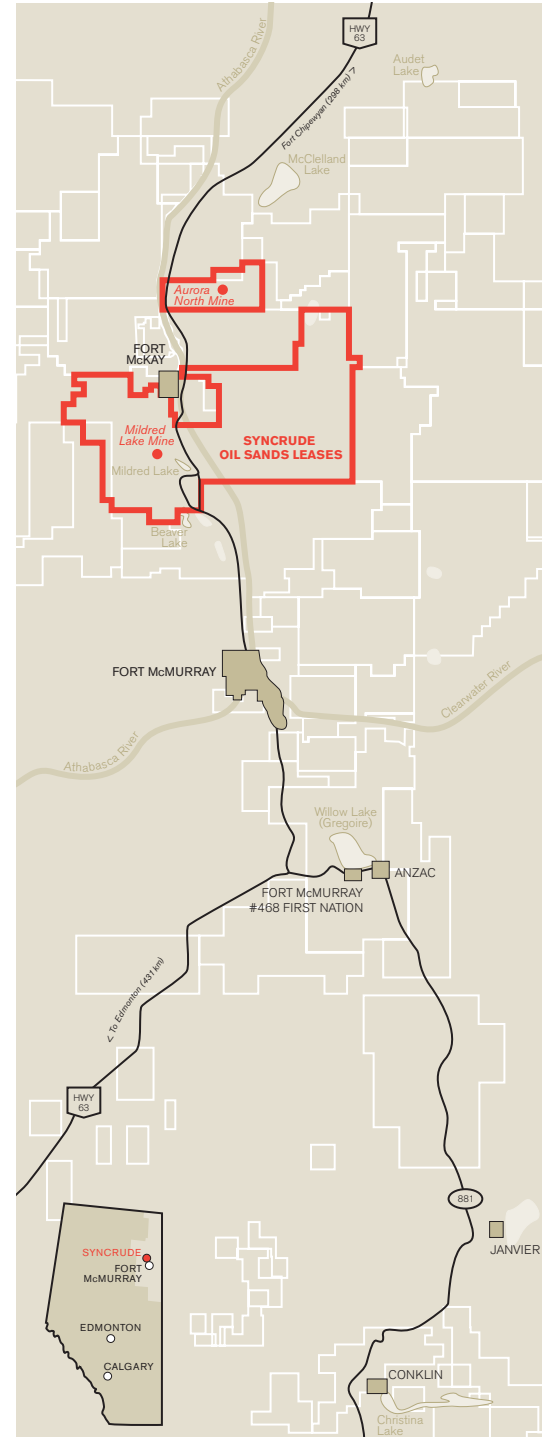 HWY
63
Athabasca River
Audet
Lake
Fort Chipewyan (298 km) >
McClelland
Lake
Aurora
North Mine
FORT
McKAY
Mildred
Lake Mine
SYNCRUDE
OIL SANDS LEASES
Mildred Lake
Beaver
Lake
FORT McMURRAY
Clearwater River
Athabasca River
Willow Lake
(Gregoire)
ANZAC
FORT McMURRAY
#468 FIRST NATION
< To Edmonton (431 km)
HWY
63
881
JANVIER
SYNCRUDE
FORT
McMURRAY
EDMONTON
CALGARY
CONKLIN
Christina
Lake